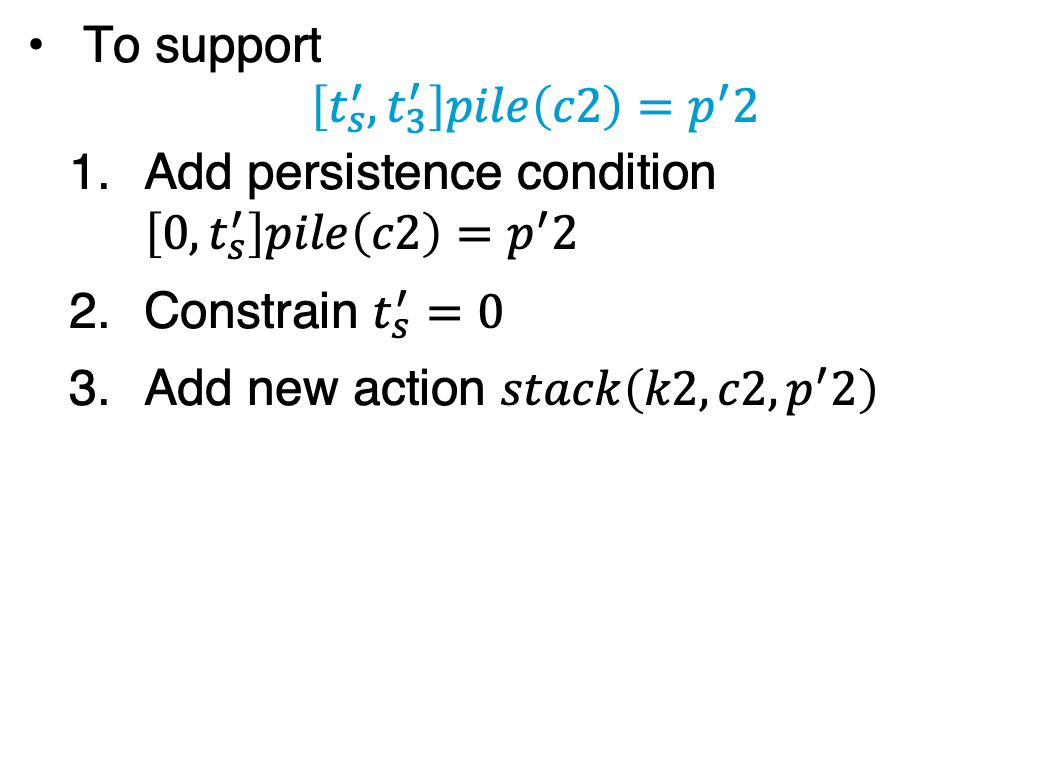 • To support
[t′ₛ, t′₃]pile(c2) = p′2
1. Add persistence condition
[0, t′ₛ]pile(c2) = p′2
2. Constrain t′ₛ = 0
3. Add new action stack(k2, c2, p′2)